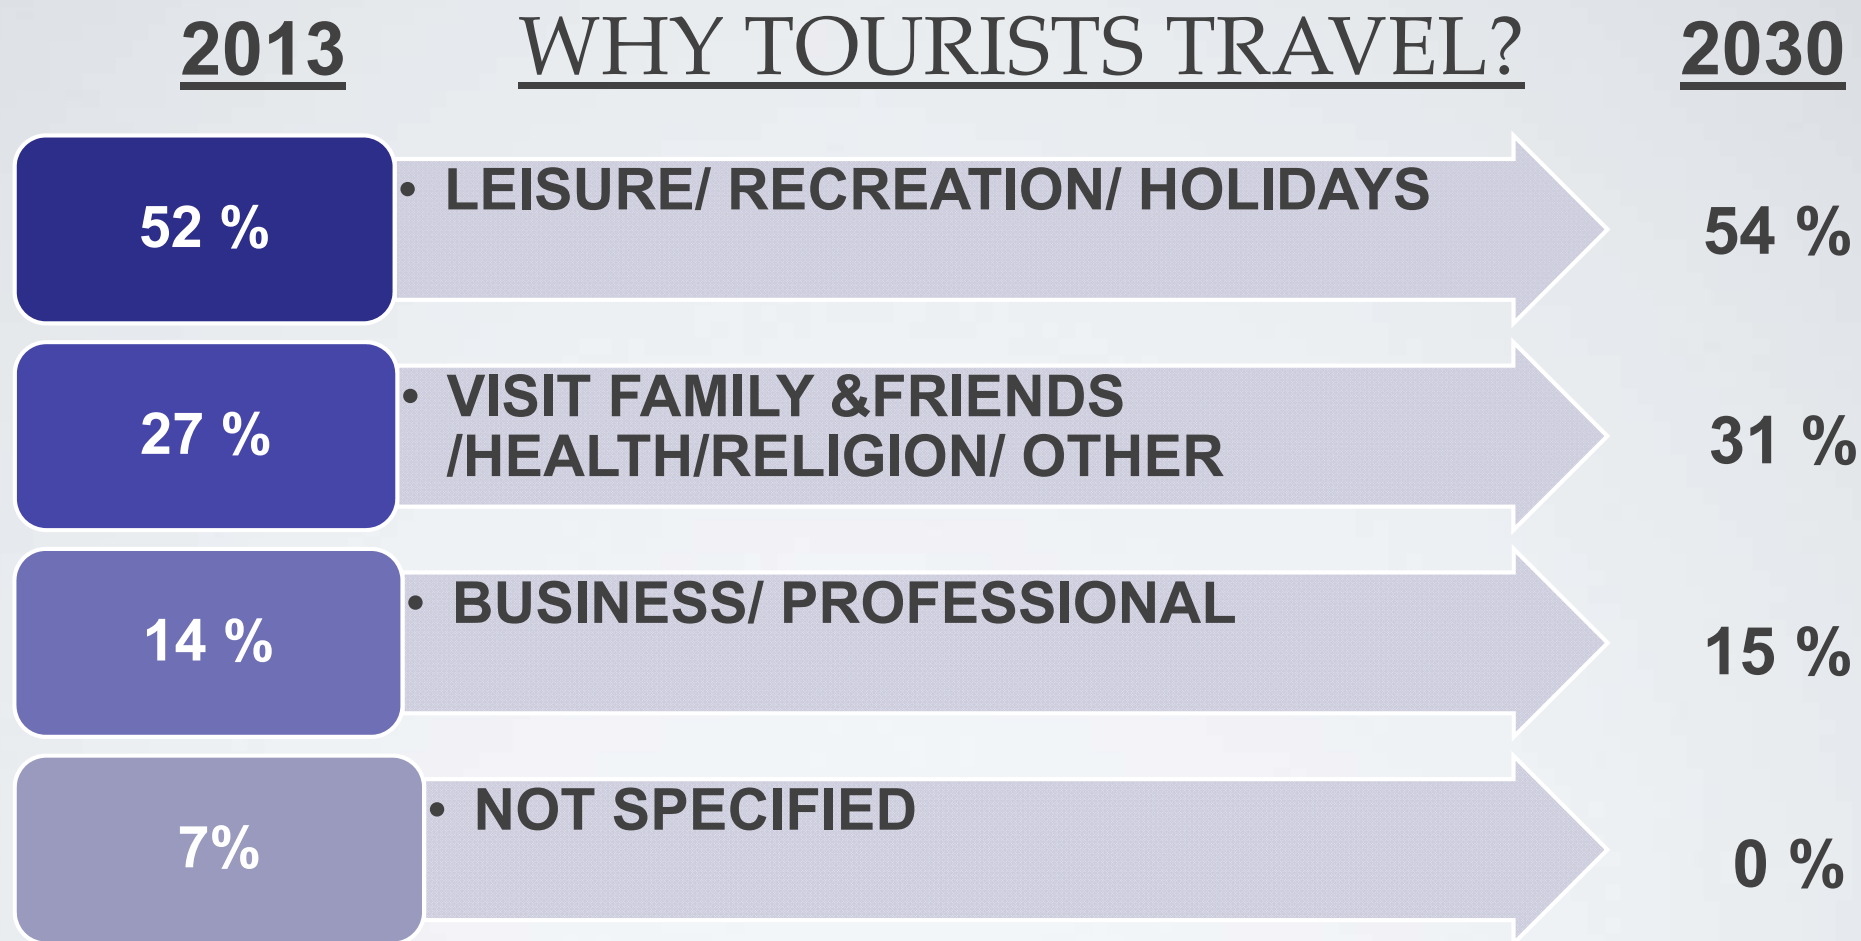 2013 WHY TOURISTS TRAVEL? 2030
52 %
• LEISURE/ RECREATION/ HOLIDAYS
54 %
27 %
• VISIT FAMILY &FRIENDS
/HEALTH/RELIGION/ OTHER
31 %
14 %
• BUSINESS/ PROFESSIONAL
15 %
7%
• NOT SPECIFIED
0 %